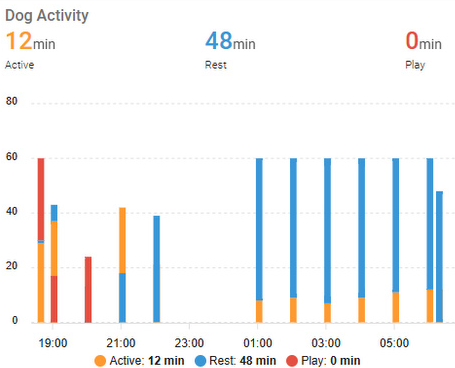 Dog Activity
12min 48min 0min
Active Rest Play
80
60
40
20
0
19:00 21:00 23:00 01:00 03:00 05:00
Active: 12 min Rest: 48 min Play: 0 min